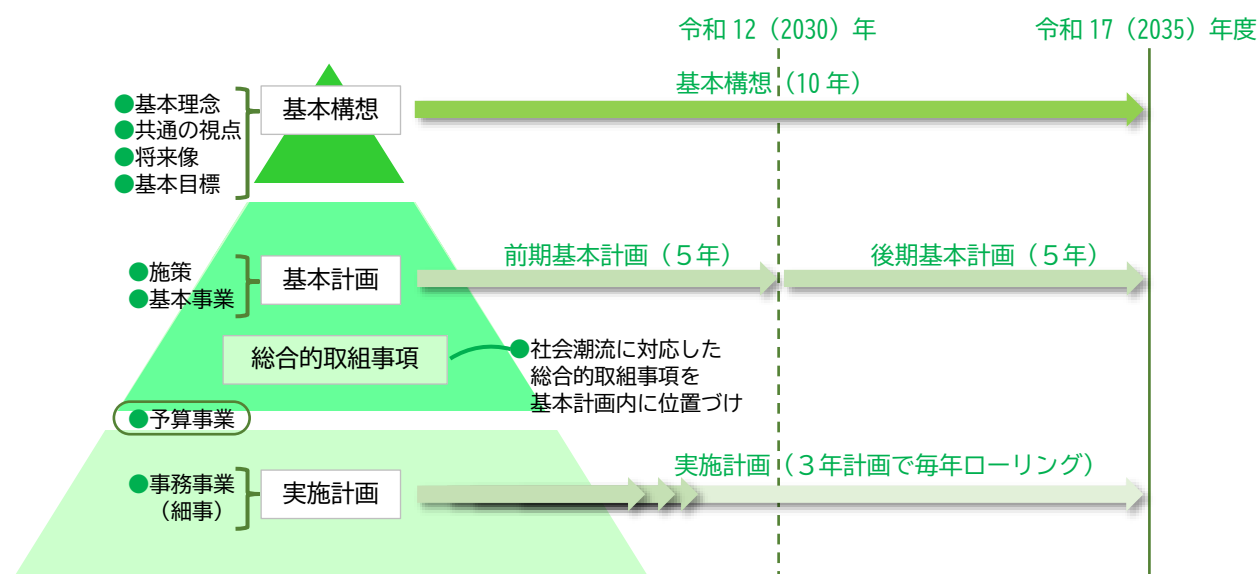 令和 12（2030）年
令和 17（2035）年度
基本構想（10 年）
●基本理念
●共通の視点
●将来像
●基本目標
基本構想
前期基本計画（５年）
後期基本計画（５年）
●施策
●基本事業
基本計画
総合的取組事項
●社会潮流に対応した
総合的取組事項を
基本計画内に位置づけ
●予算事業
実施計画（３年計画で毎年ローリング）
●事務事業
（細事）
実施計画